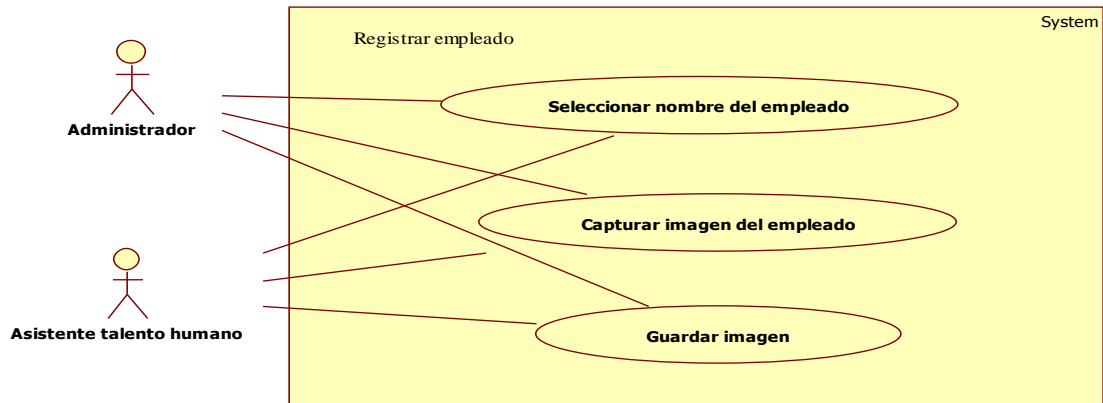 System
Registrar empleado
Seleccionar nombre del empleado
Administrador
Capturar imagen del empleado
Asistente talento humano
Guardar imagen